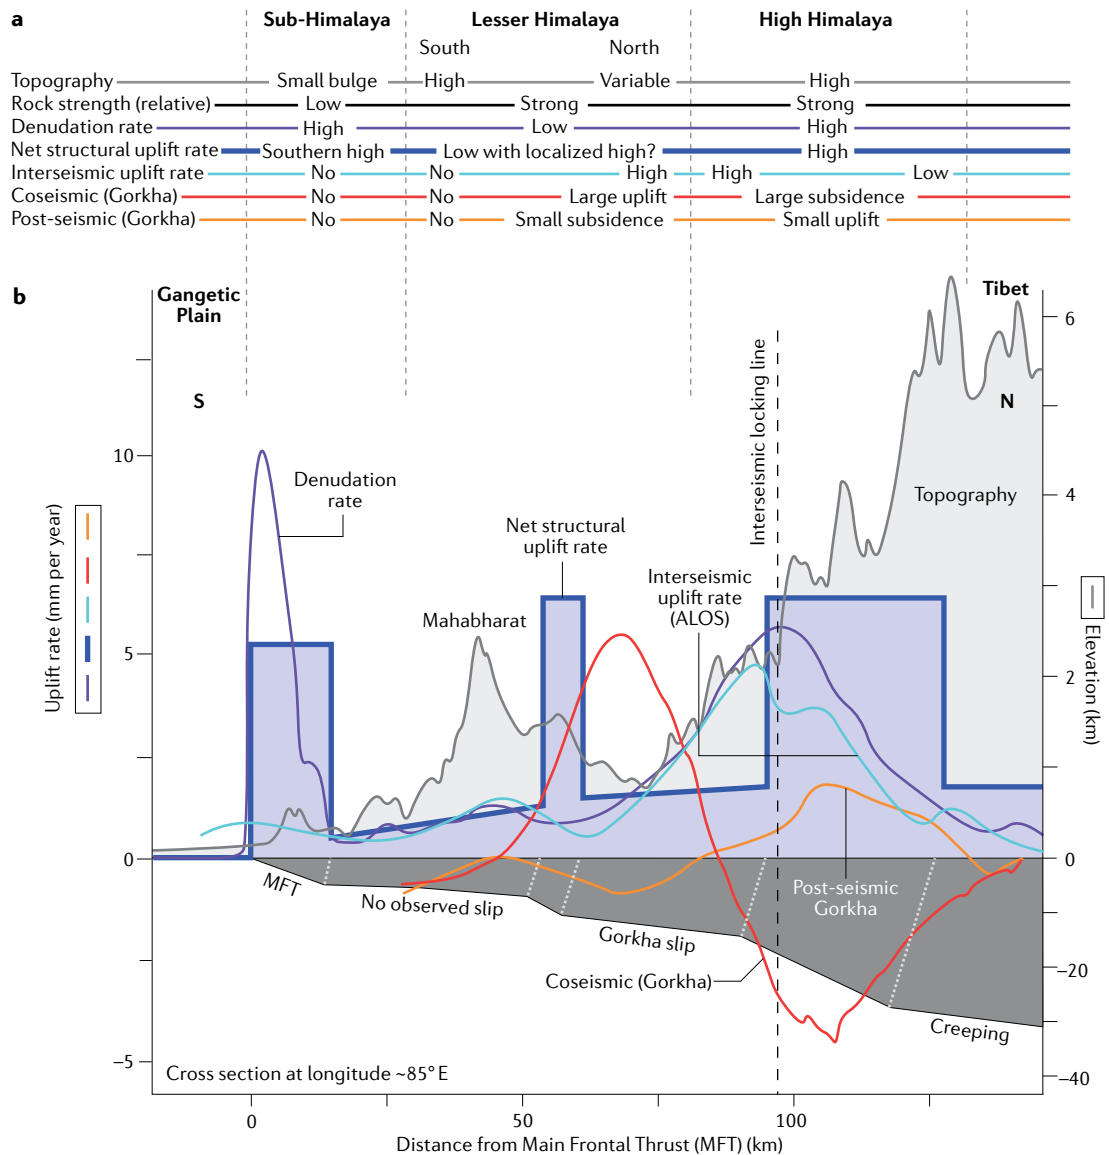 a
Sub-Himalaya Lesser Himalaya High Himalaya
South North
Topography Small bulge High Variable High
Rock strength (relative) Low Strong Strong
Denudation rate High Low High
Net structural uplift rate Southern high Low with localized high? High
Interseismic uplift rate No No High High Low
Coseismic (Gorkha) No No Large uplift Large subsidence
Post-seismic (Gorkha) No No Small subsidence Small uplift
b
Gangetic
Plain
Tibet
S
N
Interseismic locking line
Denudation
rate
Net structural
uplift rate
Topography
Interseismic
uplift rate
(ALOS)
Mahabharat
MFT
No observed slip
Gorkha slip
Post-seismic
Gorkha
Coseismic (Gorkha)
Creeping
Cross section at longitude ~85° E
Uplift rate (mm per year)
10
5
0
–5
Elevation (km)
6
4
2
0
–20
–40
0 50 100
Distance from Main Frontal Thrust (MFT) (km)